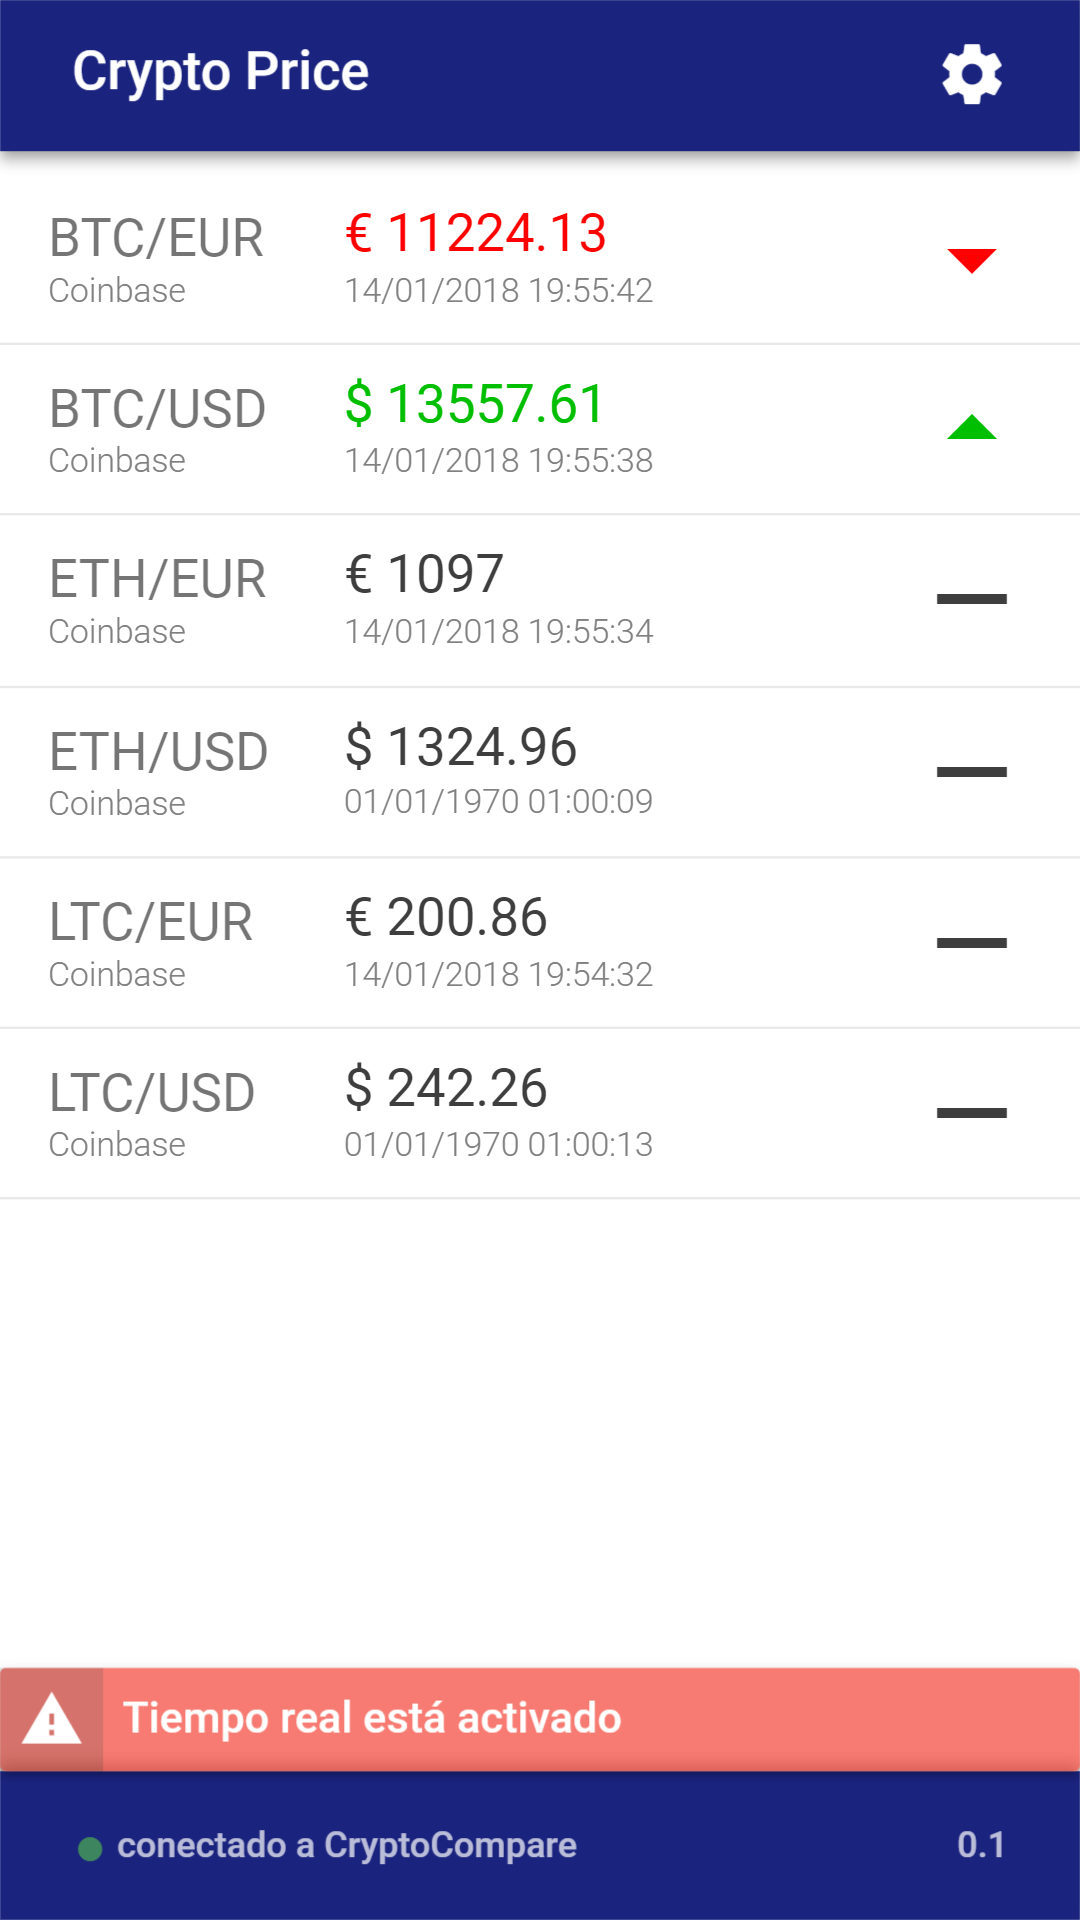 Crypto Price
BTC/EUR € 11224.13
Coinbase 14/01/2018 19:55:42
BTC/USD $ 13557.61
Coinbase 14/01/2018 19:55:38
ETH/EUR € 1097
Coinbase 14/01/2018 19:55:34
ETH/USD $ 1324.96
Coinbase 01/01/1970 01:00:09
LTC/EUR € 200.86
Coinbase 14/01/2018 19:54:32
LTC/USD $ 242.26
Coinbase 01/01/1970 01:00:13
Tiempo real está activado
conectado a CryptoCompare 0.1